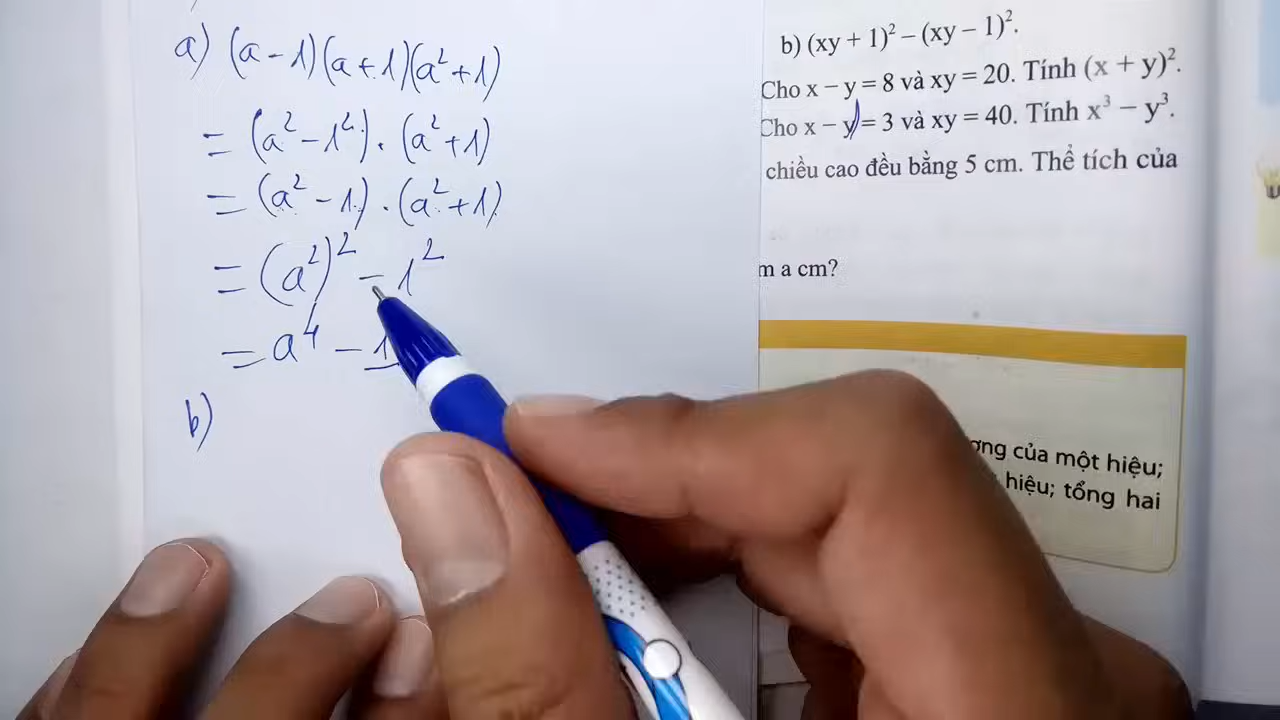 a) (a - 1)(a + 1)(a² + 1)
= (a² - 1²) . (a² + 1)
= (a² - 1) . (a² + 1)
= (a²)² - 1²
= a⁴ - 1
b)
b) (xy + 1)² – (xy – 1)².
Cho x – y = 8 và xy = 20. Tính (x + y)².
Cho x – y = 3 và xy = 40. Tính x³ – y³.
chiều cao đều bằng 5 cm. Thể tích của
m a cm?
của một hiệu;
hiệu; tổng hai